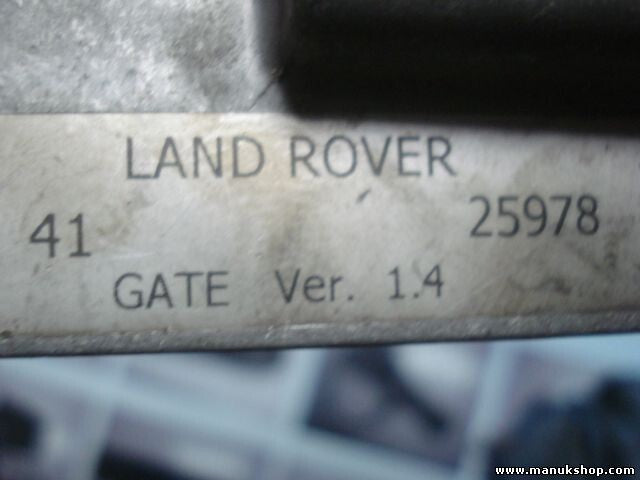 LAND ROVER
41 25978
GATE Ver. 1.4
www.manukshop.com